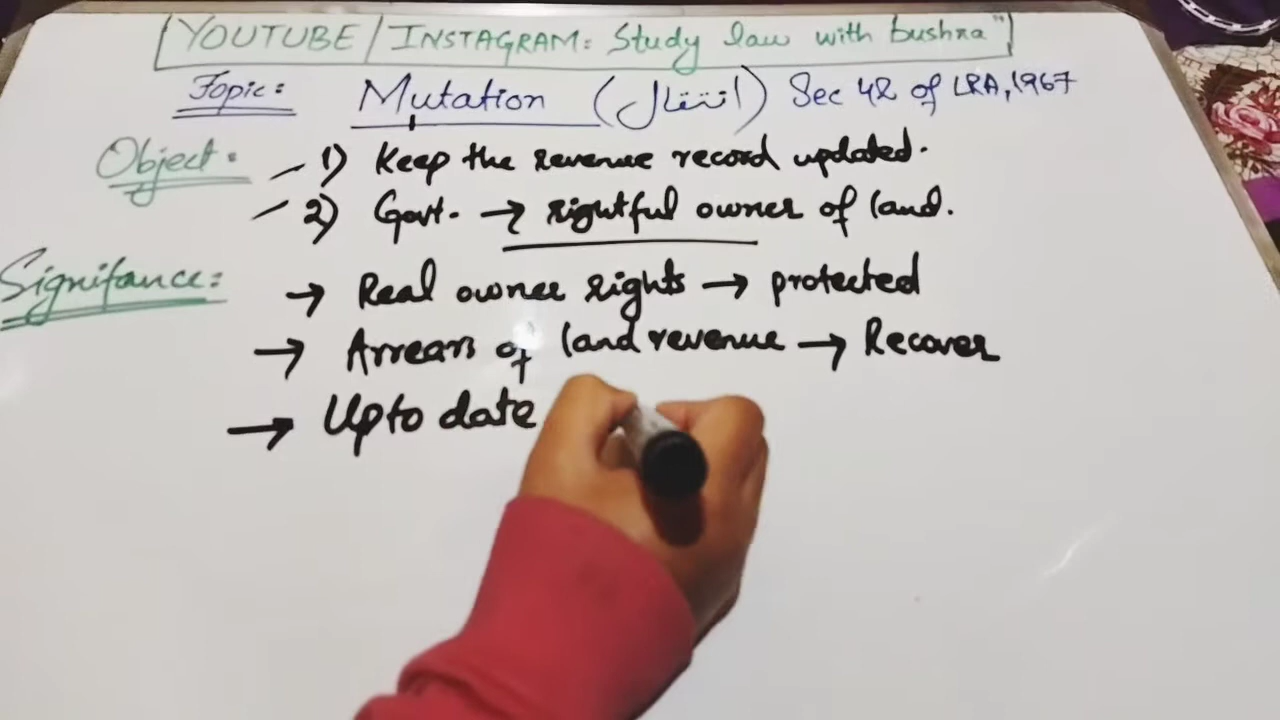 YOUTUBE/INSTAGRAM: Study law with bushra"
Topic: Mutation (انتقال) Sec 42 of LRA, 1967
Object: 1) Keep the revenue record updated.
2) Govt. → rightful owner of land.
Signifance: → Real owner rights → protected
→ Arrears of land revenue → Recover
→ Upto date